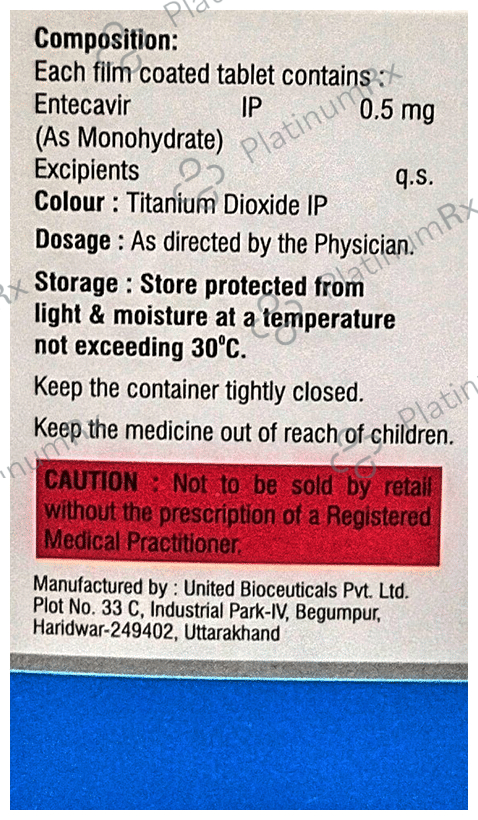 Composition:
Each film coated tablet contains :
Entecavir IP 0.5 mg
(As Monohydrate)
Excipients q.s.
Colour : Titanium Dioxide IP
Dosage : As directed by the Physician.
Storage : Store protected from
light & moisture at a temperature
not exceeding 30⁰C.
Keep the container tightly closed.
Keep the medicine out of reach of children.
CAUTION : Not to be sold by retail
without the prescription of a Registered
Medical Practitioner.
Manufactured by : United Bioceuticals Pvt. Ltd.
Plot No. 33 C, Industrial Park-IV, Begumpur,
Haridwar-249402, Uttarakhand
PlatinumRx
PlatinumRx